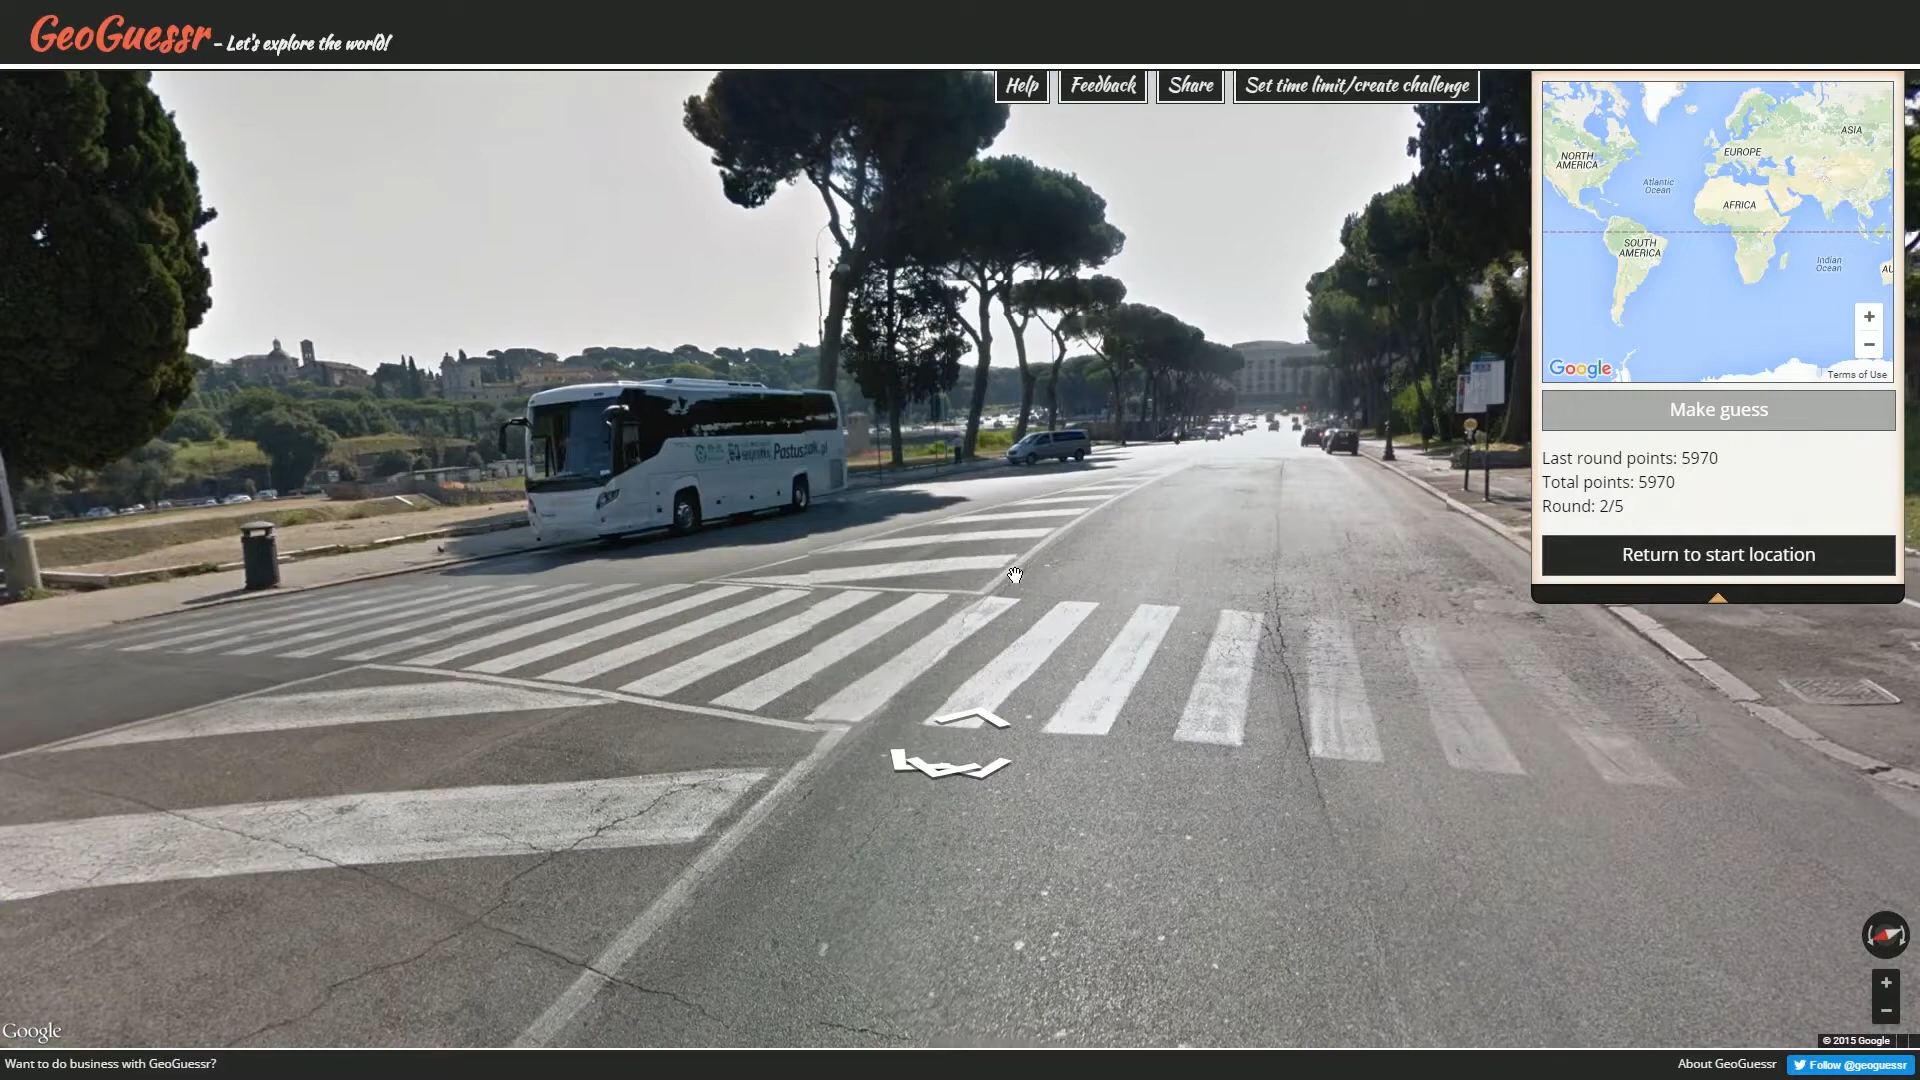 GeoGuessr - Let's explore the world!
Help
Feedback
Share
Set time limit/create challenge
NORTH AMERICA
Atlantic Ocean
EUROPE
ASIA
AFRICA
SOUTH AMERICA
Indian Ocean
AU
+
−
Google
Terms of Use
Make guess
Last round points: 5970
Total points: 5970
Round: 2/5
Return to start location
+
−
Google
© 2015 Google
Want to do business with GeoGuessr?
About GeoGuessr
Follow @geoguessr